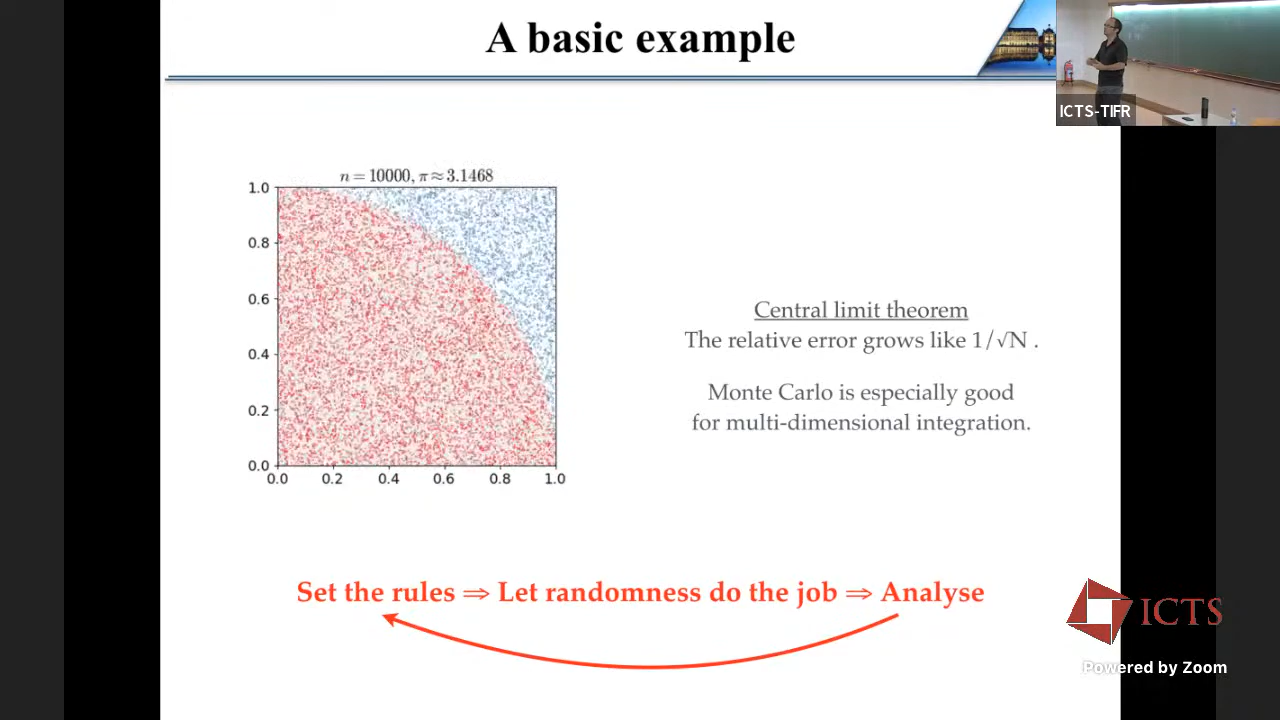 A basic example
ICTS-TIFR
n = 10000, π ≈ 3.1468
1.0
0.8
0.6
0.4
0.2
0.0
0.0 0.2 0.4 0.6 0.8 1.0
Central limit theorem
The relative error grows like 1/√N .
Monte Carlo is especially good
for multi-dimensional integration.
Set the rules ⇒ Let randomness do the job ⇒ Analyse
ICTS
Powered by Zoom